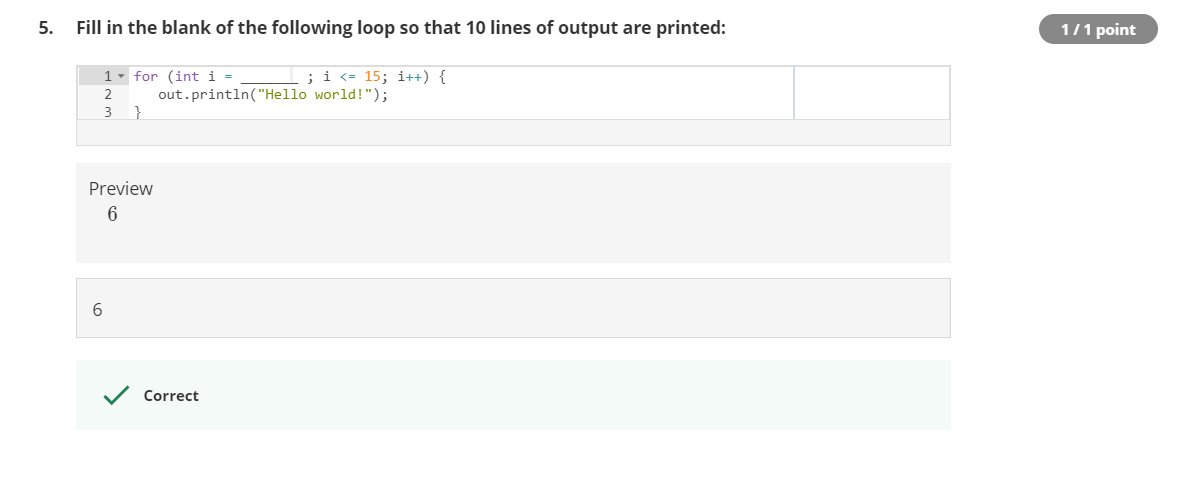 5. Fill in the blank of the following loop so that 10 lines of output are printed:
1 / 1 point
1 for (int i = _______ ; i <= 15; i++) {
2 out.println("Hello world!");
3 }
Preview
6
6
Correct